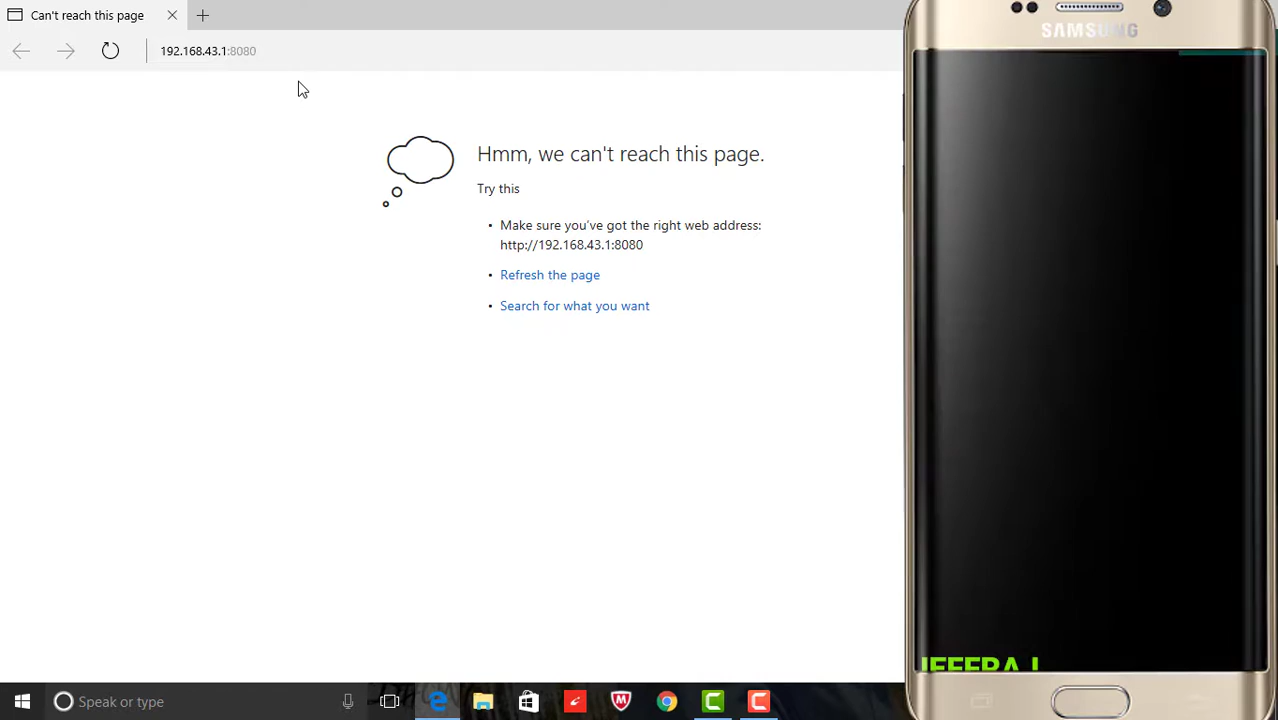 Can't reach this page
192.168.43.1:8080
SAMSUNG
Hmm, we can't reach this page.
Try this
• Make sure you've got the right web address:
http://192.168.43.1:8080
• Refresh the page
• Search for what you want
Speak or type